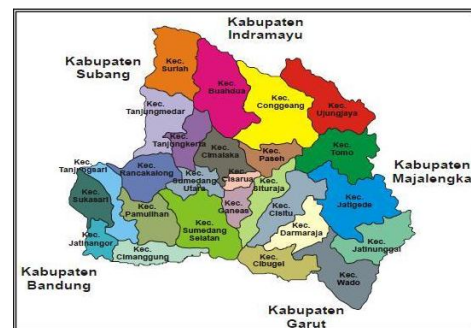 Kabupaten
Indramayu
Kabupaten
Subang
Kec.
Surian
Kec.
Buahdua
Kec.
Conggeang
Kec.
Ujungjaya
Kec.
Tanjungmedar
Kec.
Tanjungkerta
Kec.
Cimalaka
Kec.
Paseh
Kec.
Tomo
Kabupaten
Majalengka
Kec.
Tanjungsari
Kec.
Rancakalong
Kec.
Sumedang
Utara
Kec.
Cisarua
Kec.
Situraja
Kec.
Sukasari
Kec.
Pamulihan
Kec.
Ganeas
Kec.
Cisitu
Kec.
Jatigede
Kec.
Sumedang
Selatan
Kec.
Darmaraja
Kec.
Jatinunggal
Kec.
Jatinangor
Kec.
Cimanggung
Kec.
Cibugel
Kec.
Wado
Kabupaten
Bandung
Kabupaten
Garut